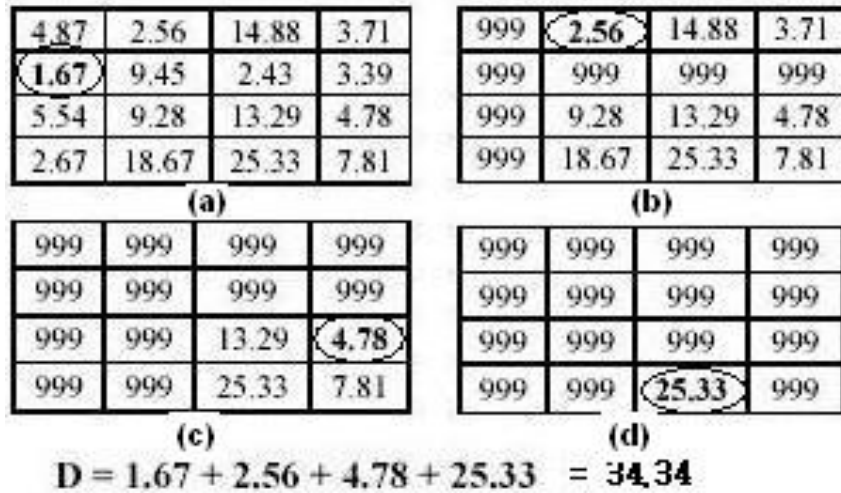 4.87 2.56 14.88 3.71
1.67 9.45 2.43 3.39
5.54 9.28 13.29 4.78
2.67 18.67 25.33 7.81
(a)
999 2.56 14.88 3.71
999 999 999 999
999 9.28 13.29 4.78
999 18.67 25.33 7.81
(b)
999 999 999 999
999 999 999 999
999 999 13.29 4.78
999 999 25.33 7.81
(c)
999 999 999 999
999 999 999 999
999 999 999 999
999 999 25.33 999
(d)
D = 1.67 + 2.56 + 4.78 + 25.33 = 34.34